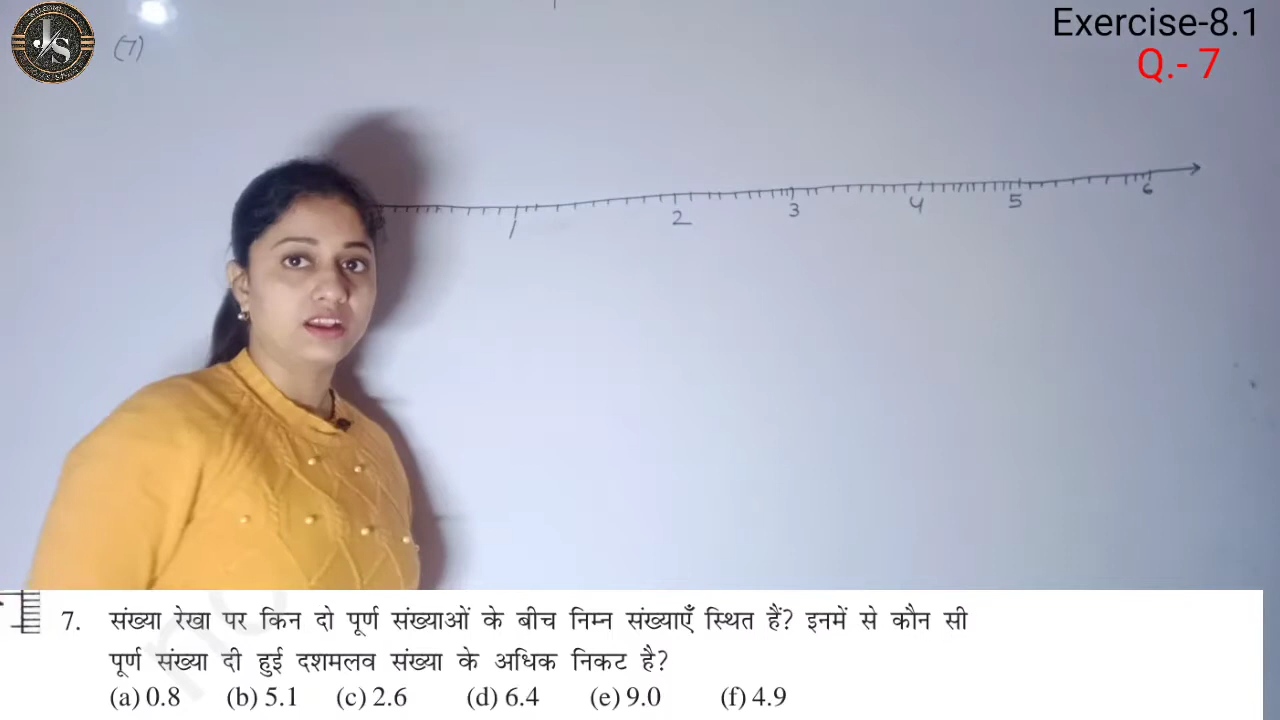 WELCOME
J/S
Exercise-8.1
Q.- 7
(7)
1 2 3 4 5 6
7. संख्या रेखा पर किन दो पूर्ण संख्याओं के बीच निम्न संख्याएँ स्थित हैं? इनमें से कौन सी
पूर्ण संख्या दी हुई दशमलव संख्या के अधिक निकट है?
(a) 0.8 (b) 5.1 (c) 2.6 (d) 6.4 (e) 9.0 (f) 4.9